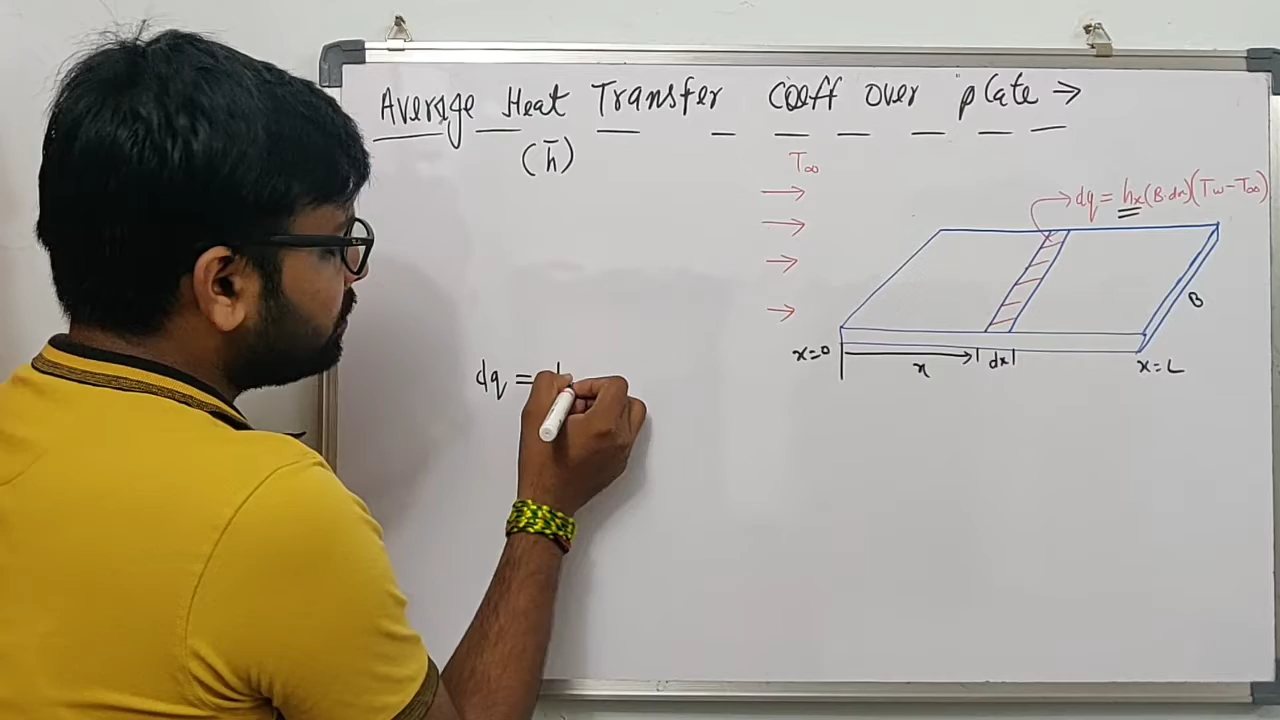 Average Heat Transfer Coeff over plate →
(h̄)
T∞
dq = hx(B·dx)(Tw-T∞)
B
x=0
x
dx
x=L
dq = h